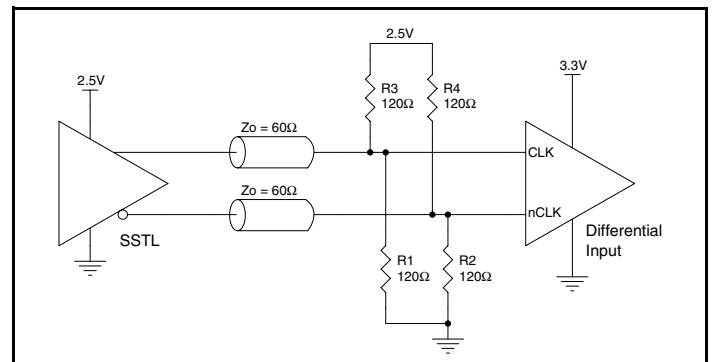 2.5V
3.3V
2.5V
R3
120Ω
R4
120Ω
Zo = 60Ω
CLK
Zo = 60Ω
nCLK
SSTL
Differential
Input
R1
120Ω
R2
120Ω